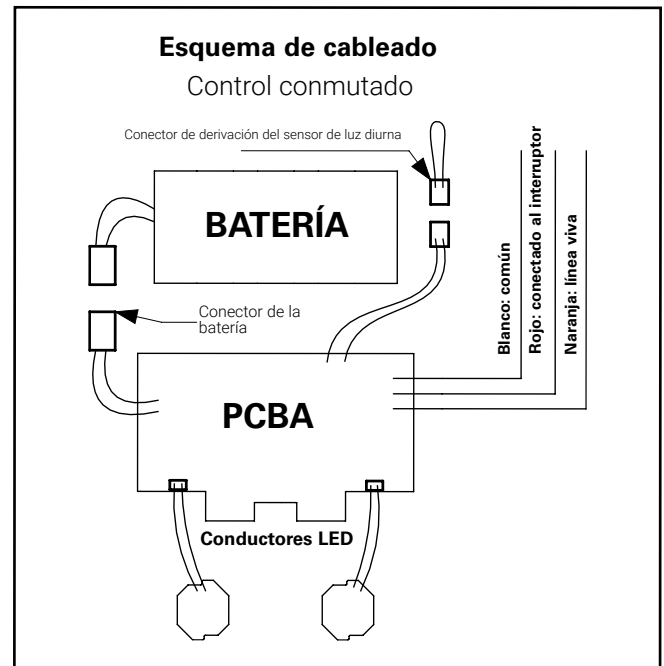 Esquema de cableado
Control conmutado
Conector de derivación del sensor de luz diurna
BATERÍA
Conector de la
batería
Blanco: común
Rojo: conectado al interruptor
Naranja: línea viva
PCBA
Conductores LED